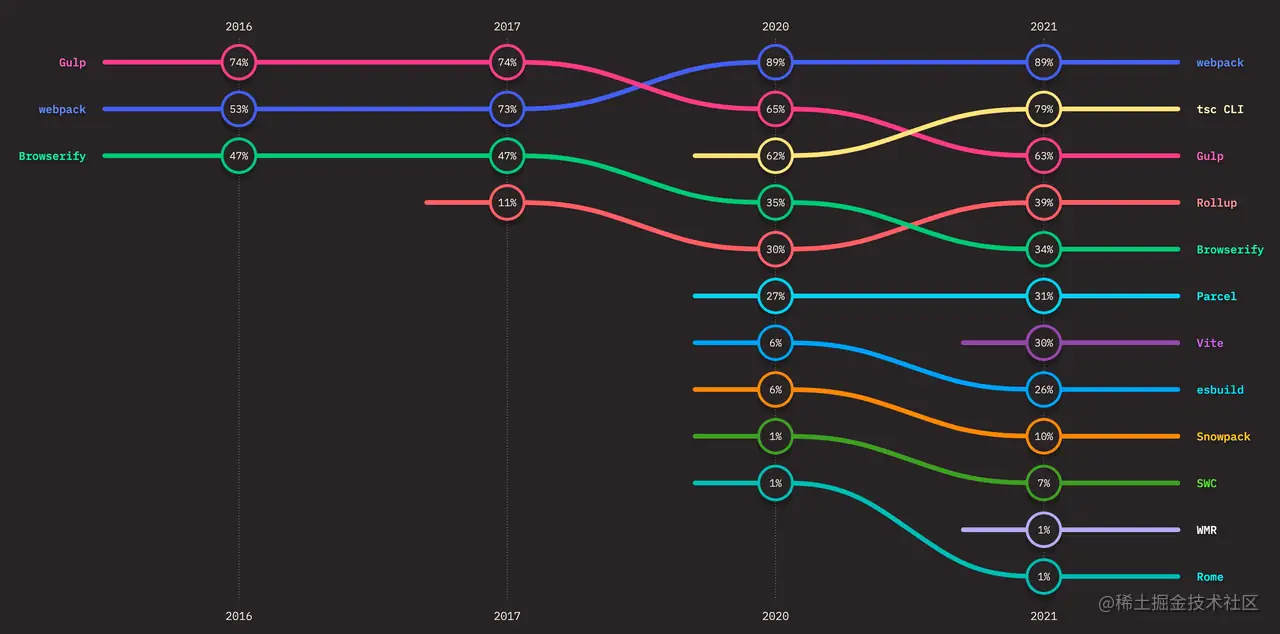 2016 2017 2020 2021
Gulp 74% 74% 89% 89% webpack
webpack 53% 73% 65% 79% tsc CLI
Browserify 47% 47% 62% 63% Gulp
11% 35% 39% Rollup
30% 34% Browserify
27% 31% Parcel
6% 30% Vite
6% 26% esbuild
1% 10% Snowpack
1% 7% SWC
1% WMR
1% Rome
@稀土掘金技术社区
2016 2017 2020 2021